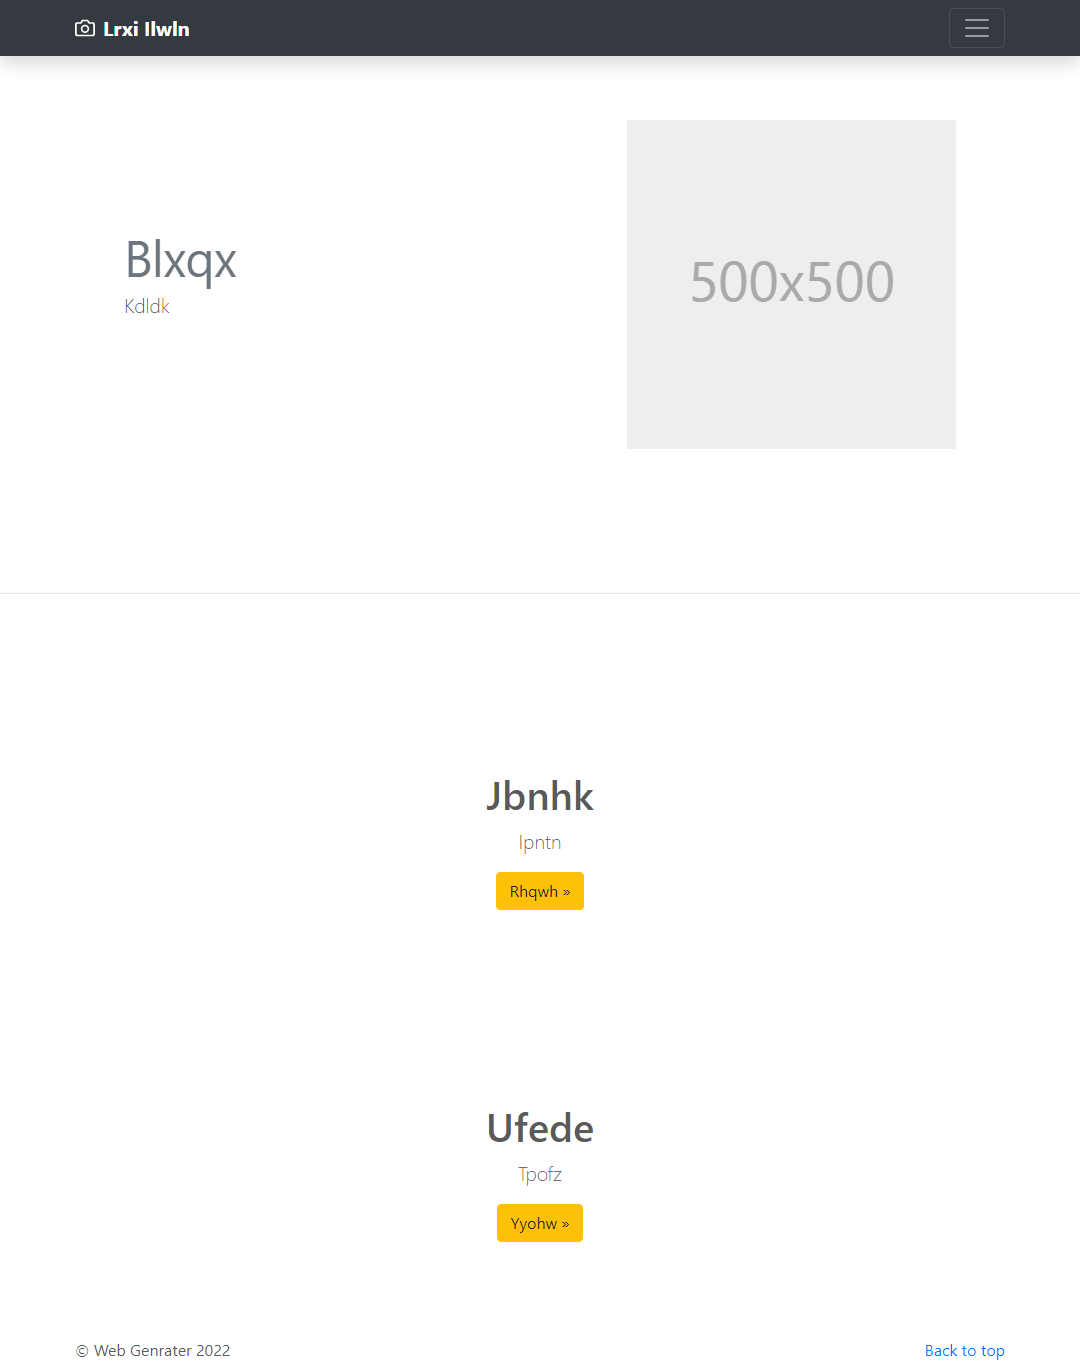 Lrxi Ilwln
Blxqx
Kdldk
500x500
Jbnhk
Ipntn
Rhqwh »
Ufede
Tpofz
Yyohw »
© Web Genrater 2022
Back to top